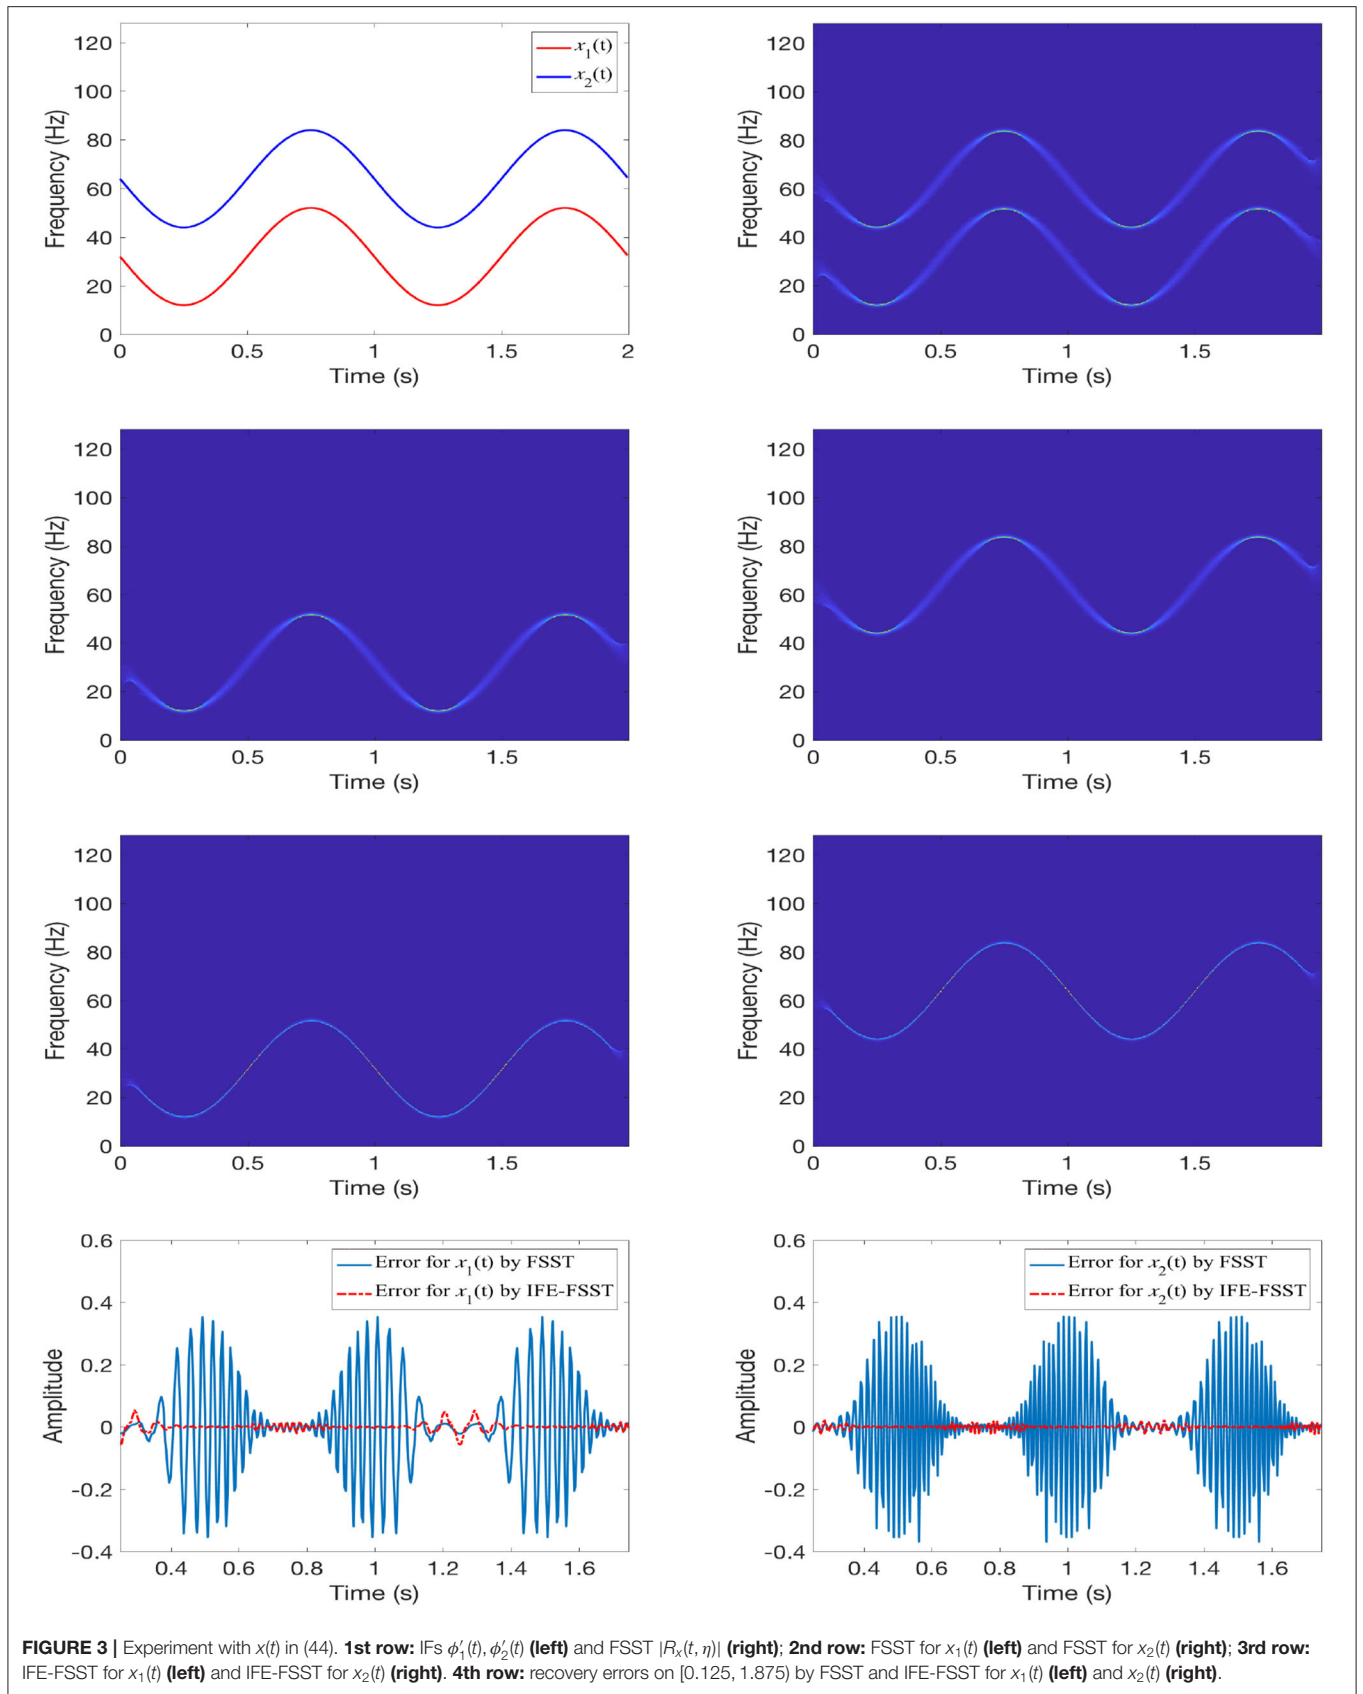 120
100
80
60
40
20
0
Frequency (Hz)
x1(t)
x2(t)
0 0.5 1 1.5 2
Time (s)
120
100
80
60
40
20
0
Frequency (Hz)
0 0.5 1 1.5
Time (s)
120
100
80
60
40
20
0
Frequency (Hz)
0 0.5 1 1.5
Time (s)
120
100
80
60
40
20
0
Frequency (Hz)
0 0.5 1 1.5
Time (s)
120
100
80
60
40
20
0
Frequency (Hz)
0 0.5 1 1.5
Time (s)
120
100
80
60
40
20
0
Frequency (Hz)
0 0.5 1 1.5
Time (s)
0.6
0.4
0.2
0
-0.2
-0.4
Amplitude
Error for x1(t) by FSST
Error for x1(t) by IFE-FSST
0.4 0.6 0.8 1 1.2 1.4 1.6
Time (s)
0.6
0.4
0.2
0
-0.2
-0.4
Amplitude
Error for x2(t) by FSST
Error for x2(t) by IFE-FSST
0.4 0.6 0.8 1 1.2 1.4 1.6
Time (s)
FIGURE 3 | Experiment with x(t) in (44). 1st row: IFs ϕ′1(t), ϕ′2(t) (left) and FSST |Rx(t, η)| (right); 2nd row: FSST for x1(t) (left) and FSST for x2(t) (right); 3rd row:
IFE-FSST for x1(t) (left) and IFE-FSST for x2(t) (right). 4th row: recovery errors on [0.125, 1.875) by FSST and IFE-FSST for x1(t) (left) and x2(t) (right).